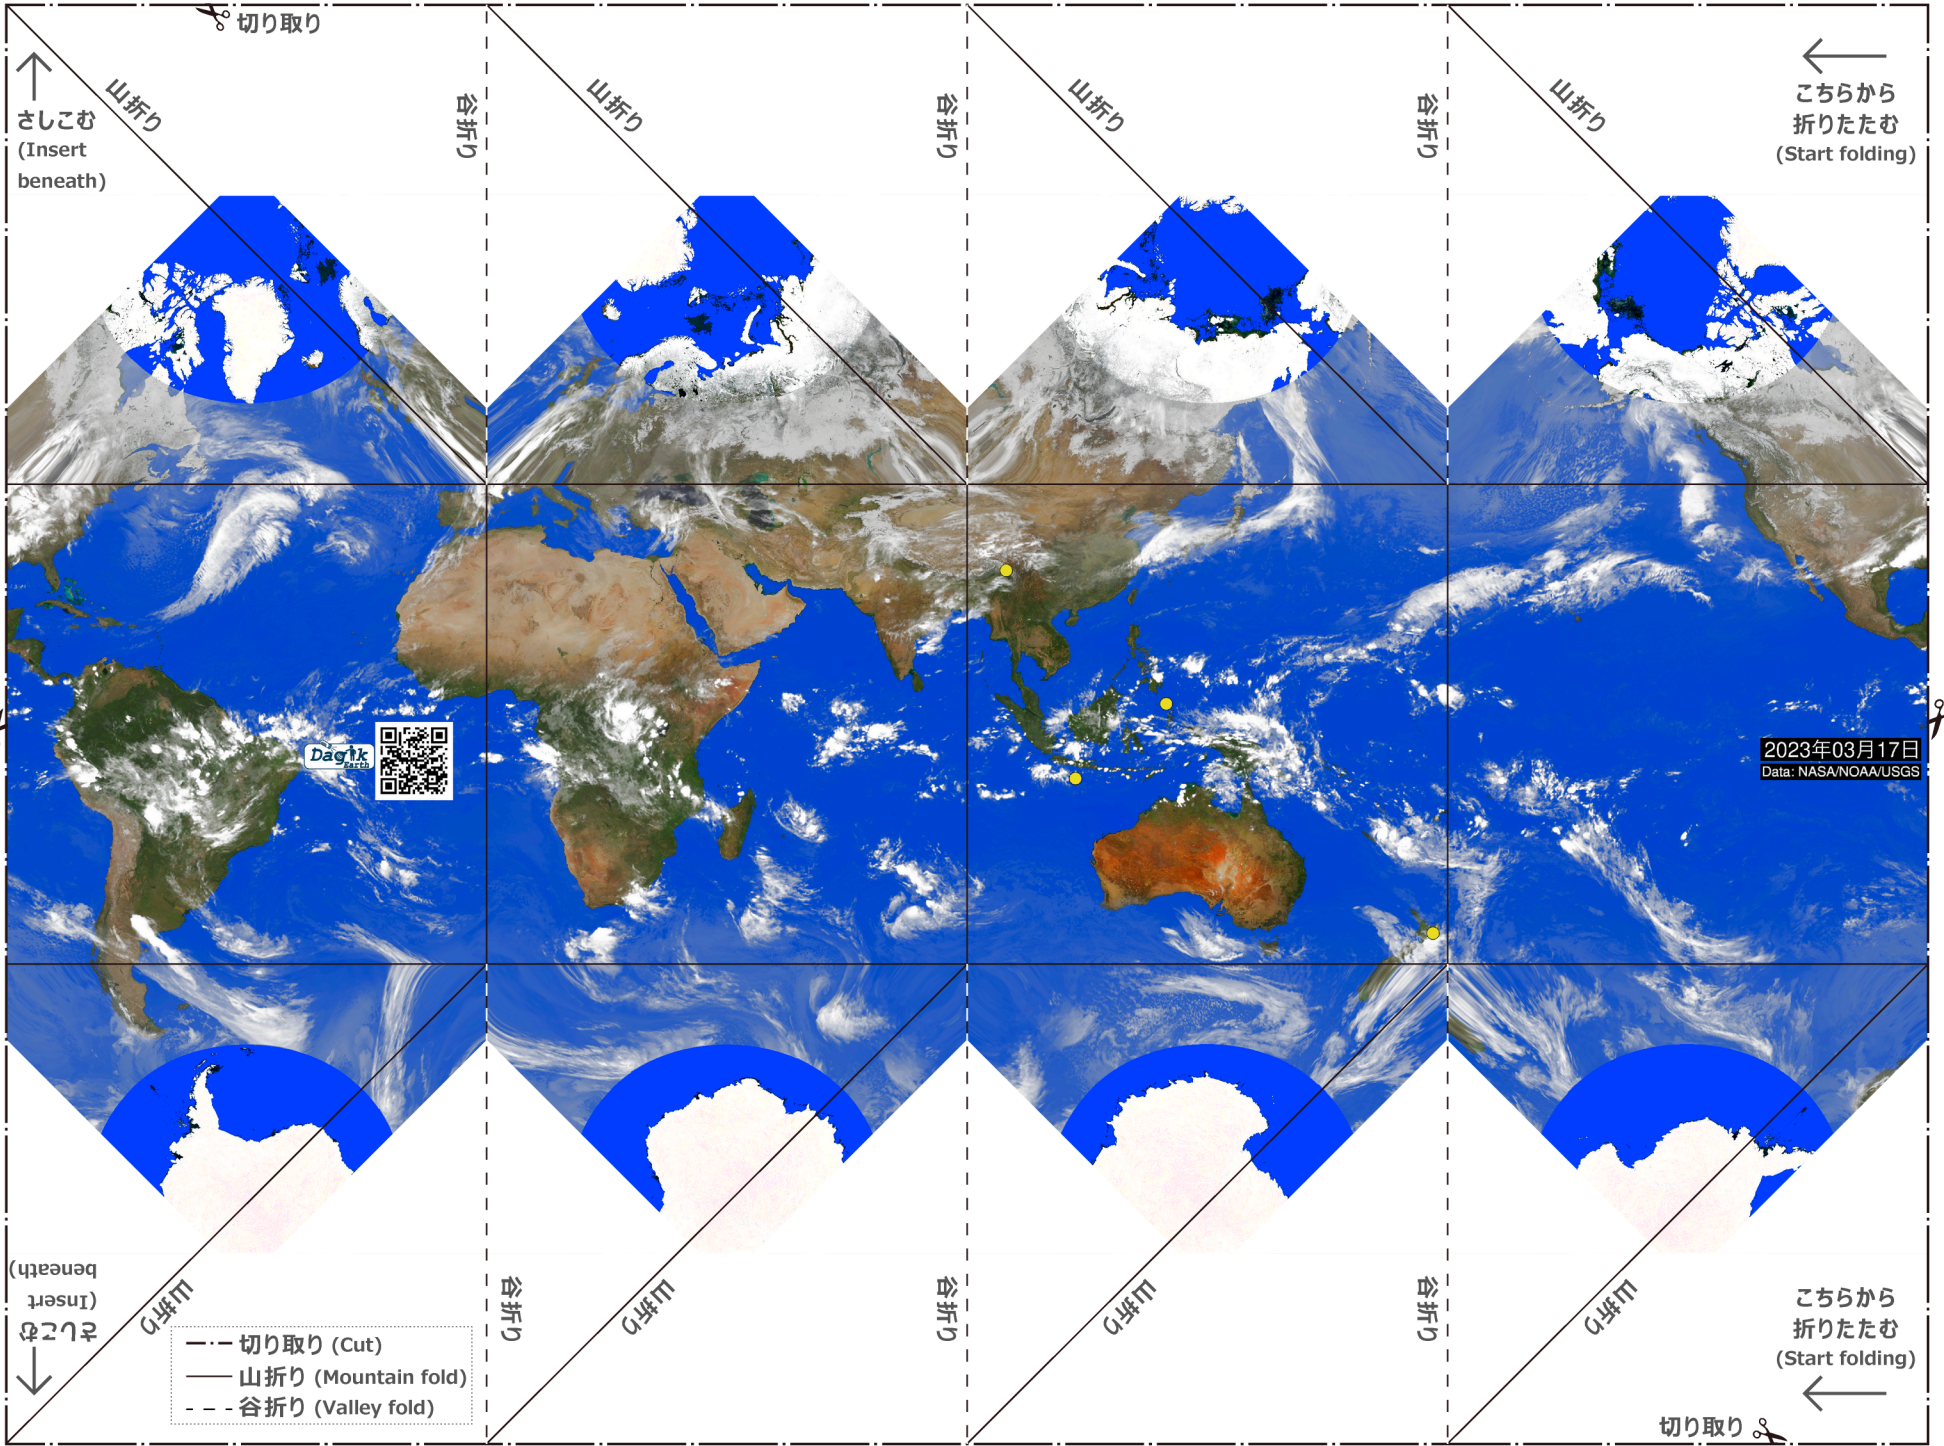 切り取り
山折り
谷折り
山折り
谷折り
山折り
谷折り
山折り
さしこむ
(Insert
beneath)
こちらから
折りたたむ
(Start folding)
Dagik
Earth
2023年03月17日
Data: NASA/NOAA/USGS
さしこむ
(Insert
beneath)
山折り
谷折り
山折り
谷折り
山折り
谷折り
山折り
こちらから
折りたたむ
(Start folding)
切り取り (Cut)
山折り (Mountain fold)
谷折り (Valley fold)
切り取り